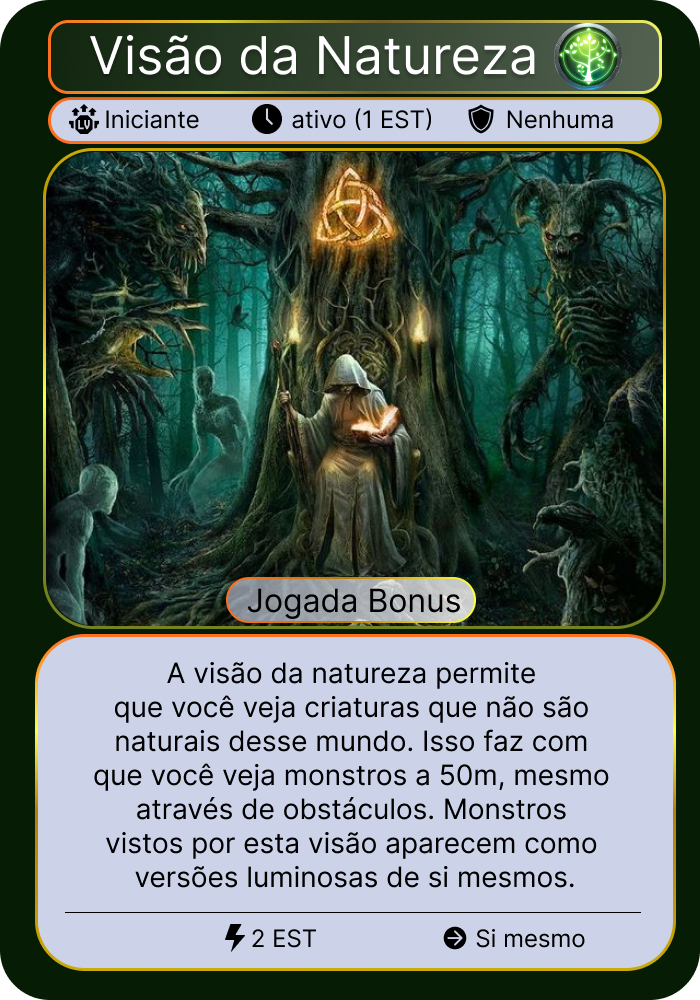 Visão da Natureza
LV Iniciante ativo (1 EST) Nenhuma
Jogada Bonus
A visão da natureza permite
que você veja criaturas que não são
naturais desse mundo. Isso faz com
que você veja monstros a 50m, mesmo
através de obstáculos. Monstros
vistos por esta visão aparecem como
versões luminosas de si mesmos.
2 EST Si mesmo